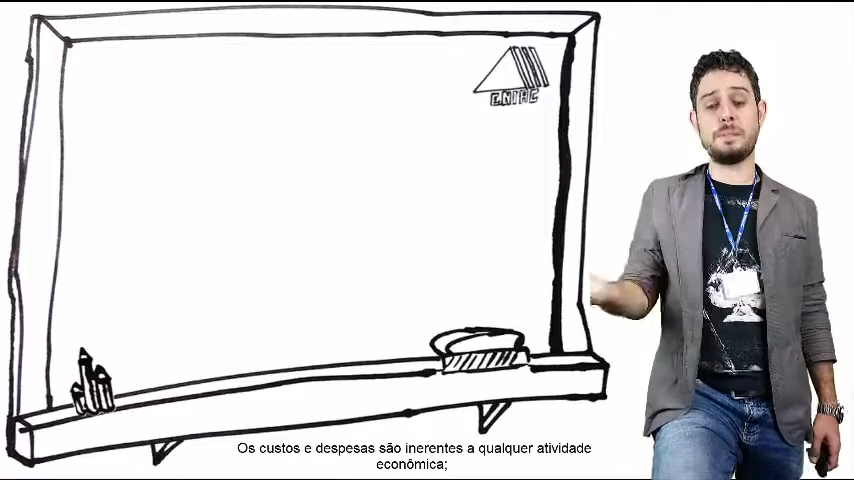 ENIAC
Os custos e despesas são inerentes a qualquer atividade
econômica;